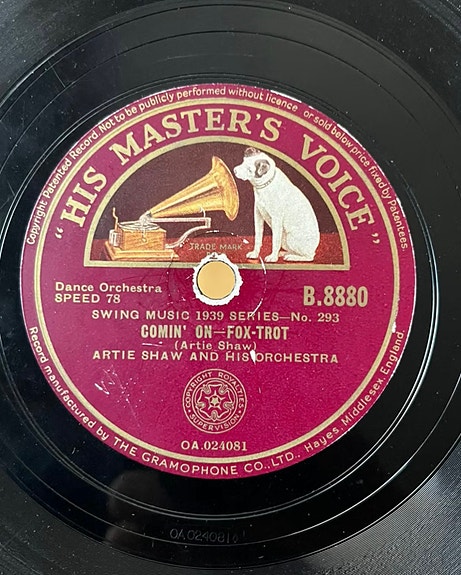 Copyright Patented Record. Not to be publicly performed without licence or sold below price fixed by Patentees.
"HIS MASTER'S VOICE"
TRADE MARK
Dance Orchestra
SPEED 78
B.8880
SWING MUSIC 1939 SERIES—No. 293
COMIN' ON—FOX-TROT
(Artie Shaw)
ARTIE SHAW AND HIS ORCHESTRA
COPYRIGHT ROYALTIES
SUPERVISION
OA.024081
Record manufactured by THE GRAMOPHONE CO., LTD., Hayes, Middlesex, England